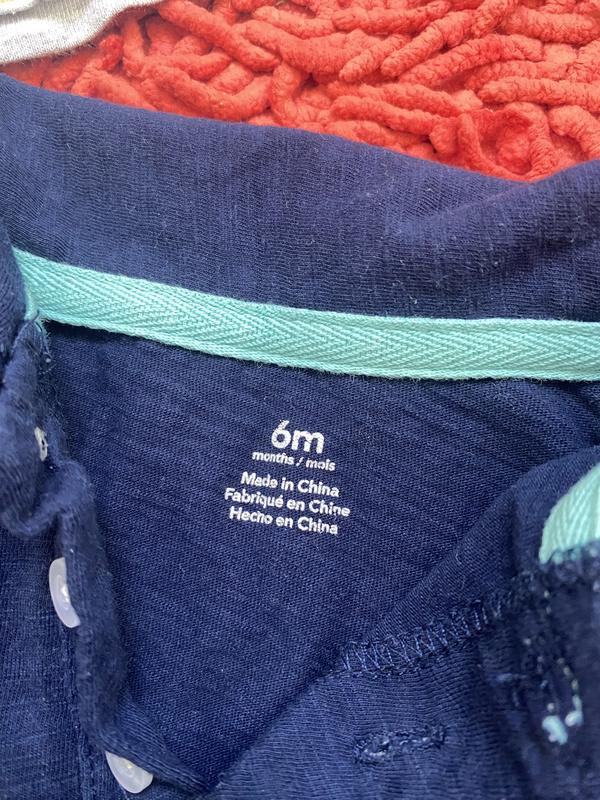 6m
months / mois
Made in China
Fabriqué en Chine
Hecho en China